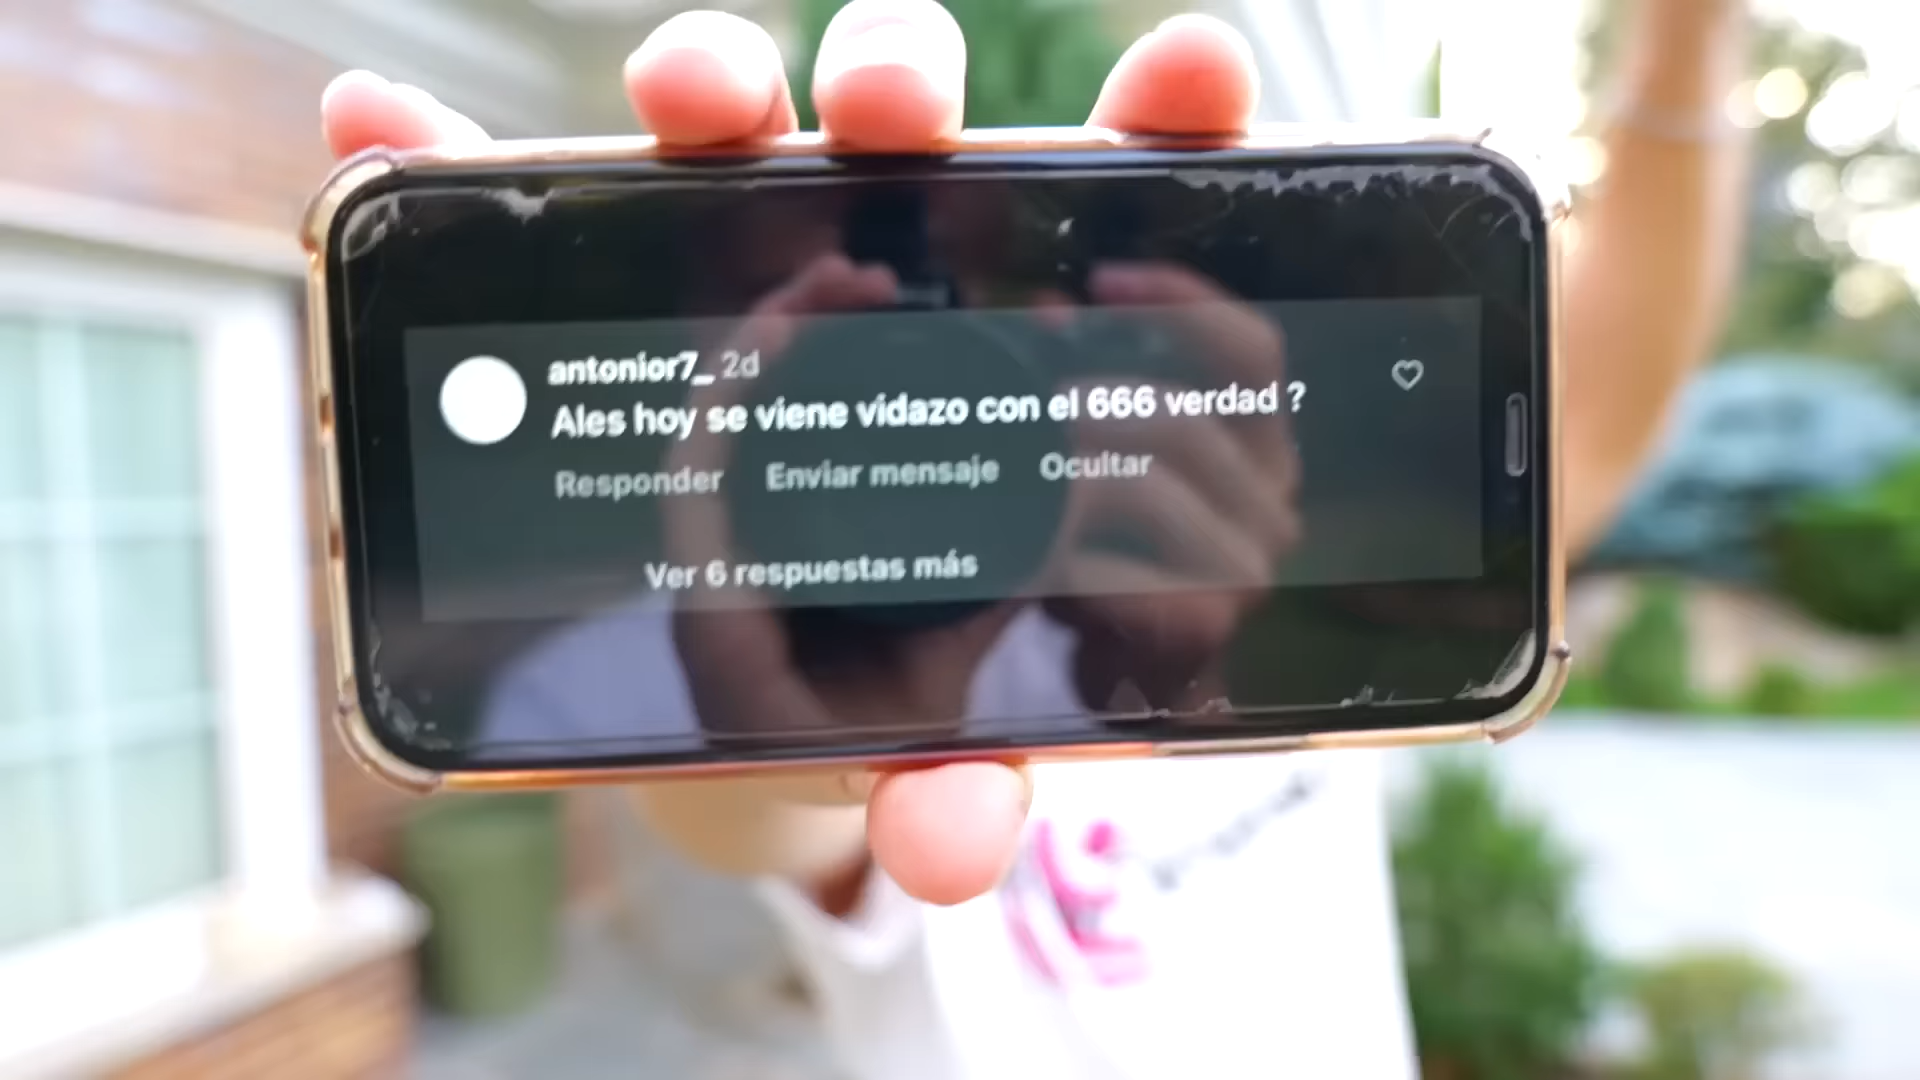 antonior7_ 2d
Ales hoy se viene vidazo con el 666 verdad ?
Responder Enviar mensaje Ocultar
Ver 6 respuestas más